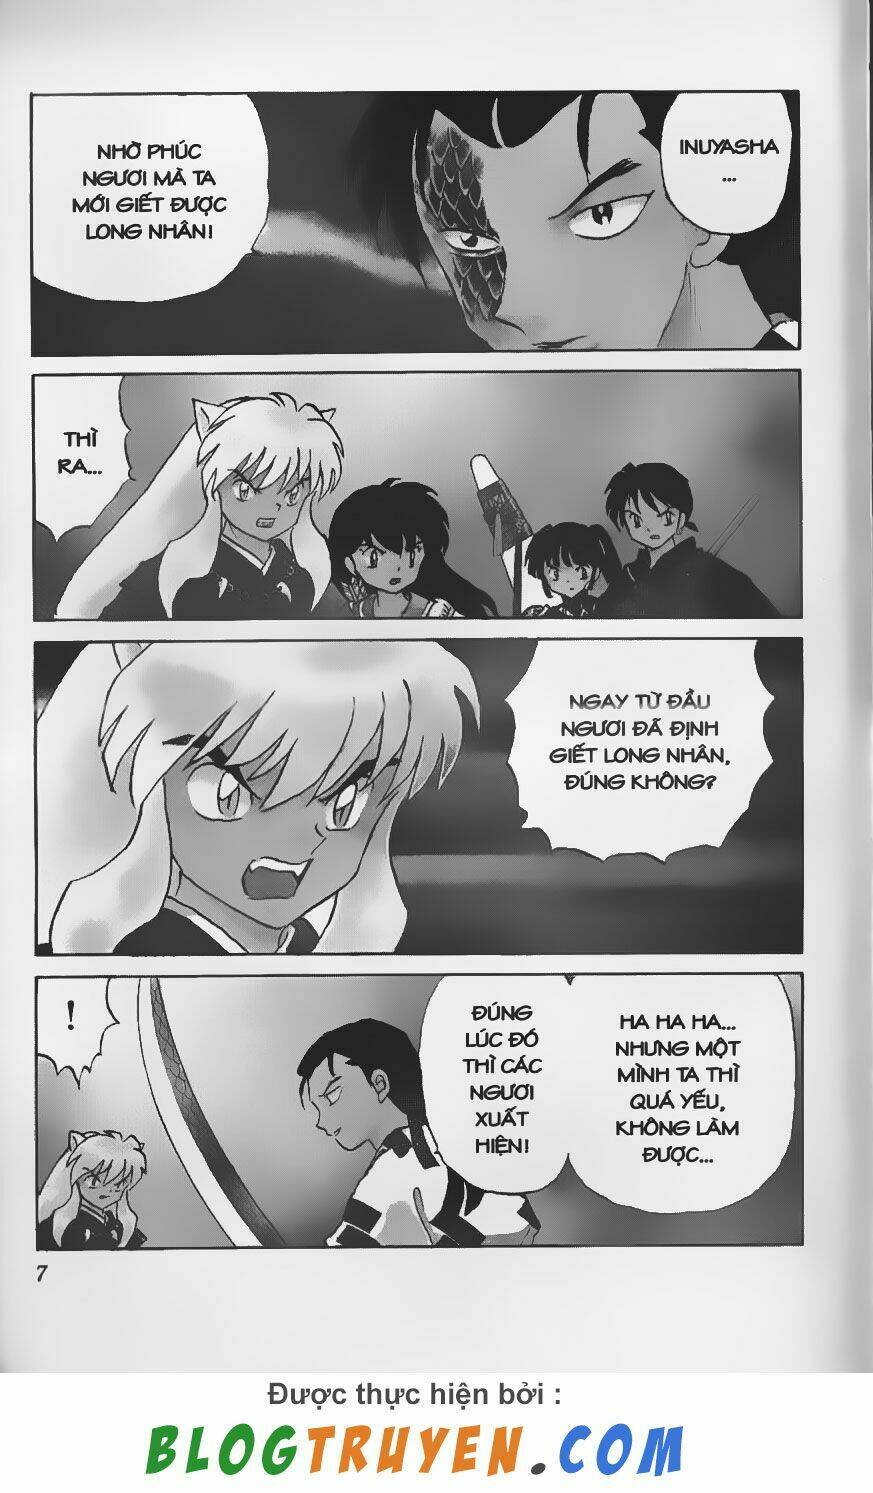 INUYASHA
...
NHỜ PHÚC
NGƯƠI MÀ TA
MỚI GIẾT ĐƯỢC
LONG NHÂN!
THÌ
RA...
NGAY TỪ ĐẦU
NGƯƠI ĐÃ ĐỊNH
GIẾT LONG NHÂN,
ĐÚNG KHÔNG?
HA HA HA...
NHƯNG MỘT
MÌNH TA THÌ
QUÁ YẾU,
KHÔNG LÀM
ĐƯỢC...
ĐÚNG
LÚC ĐÓ
THÌ CÁC
NGƯƠI
XUẤT
HIỆN!
!
7
Được thực hiện bởi :
BLOGTRUYEN.COM